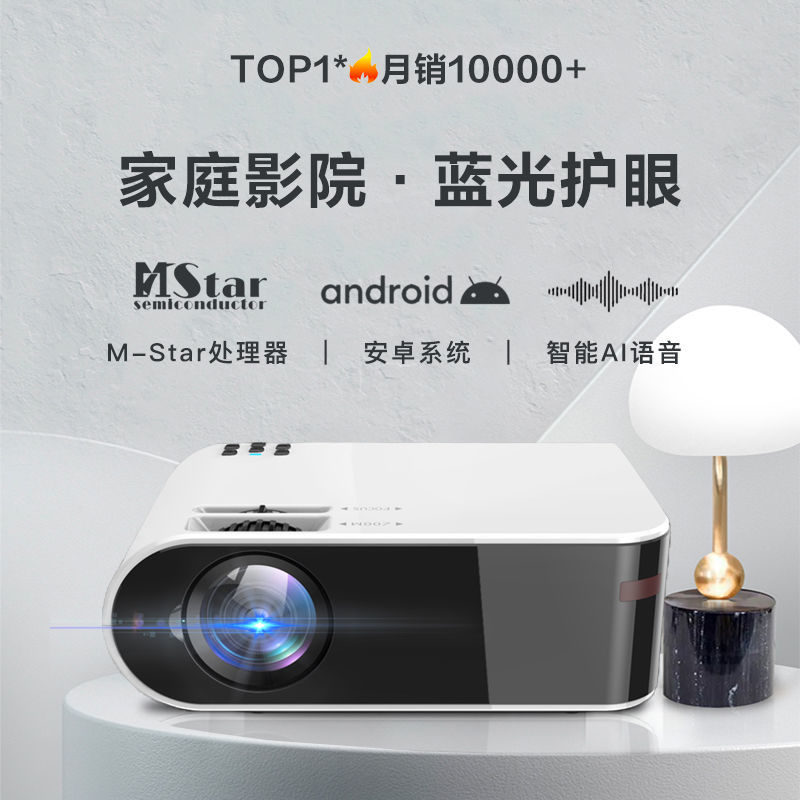 TOP1*🔥月销10000+
家庭影院·蓝光护眼
MStar
semiconductor
android
M-Star处理器 | 安卓系统 | 智能AI语音
◀ FOCUS ▶
◀ ZOOM ▶